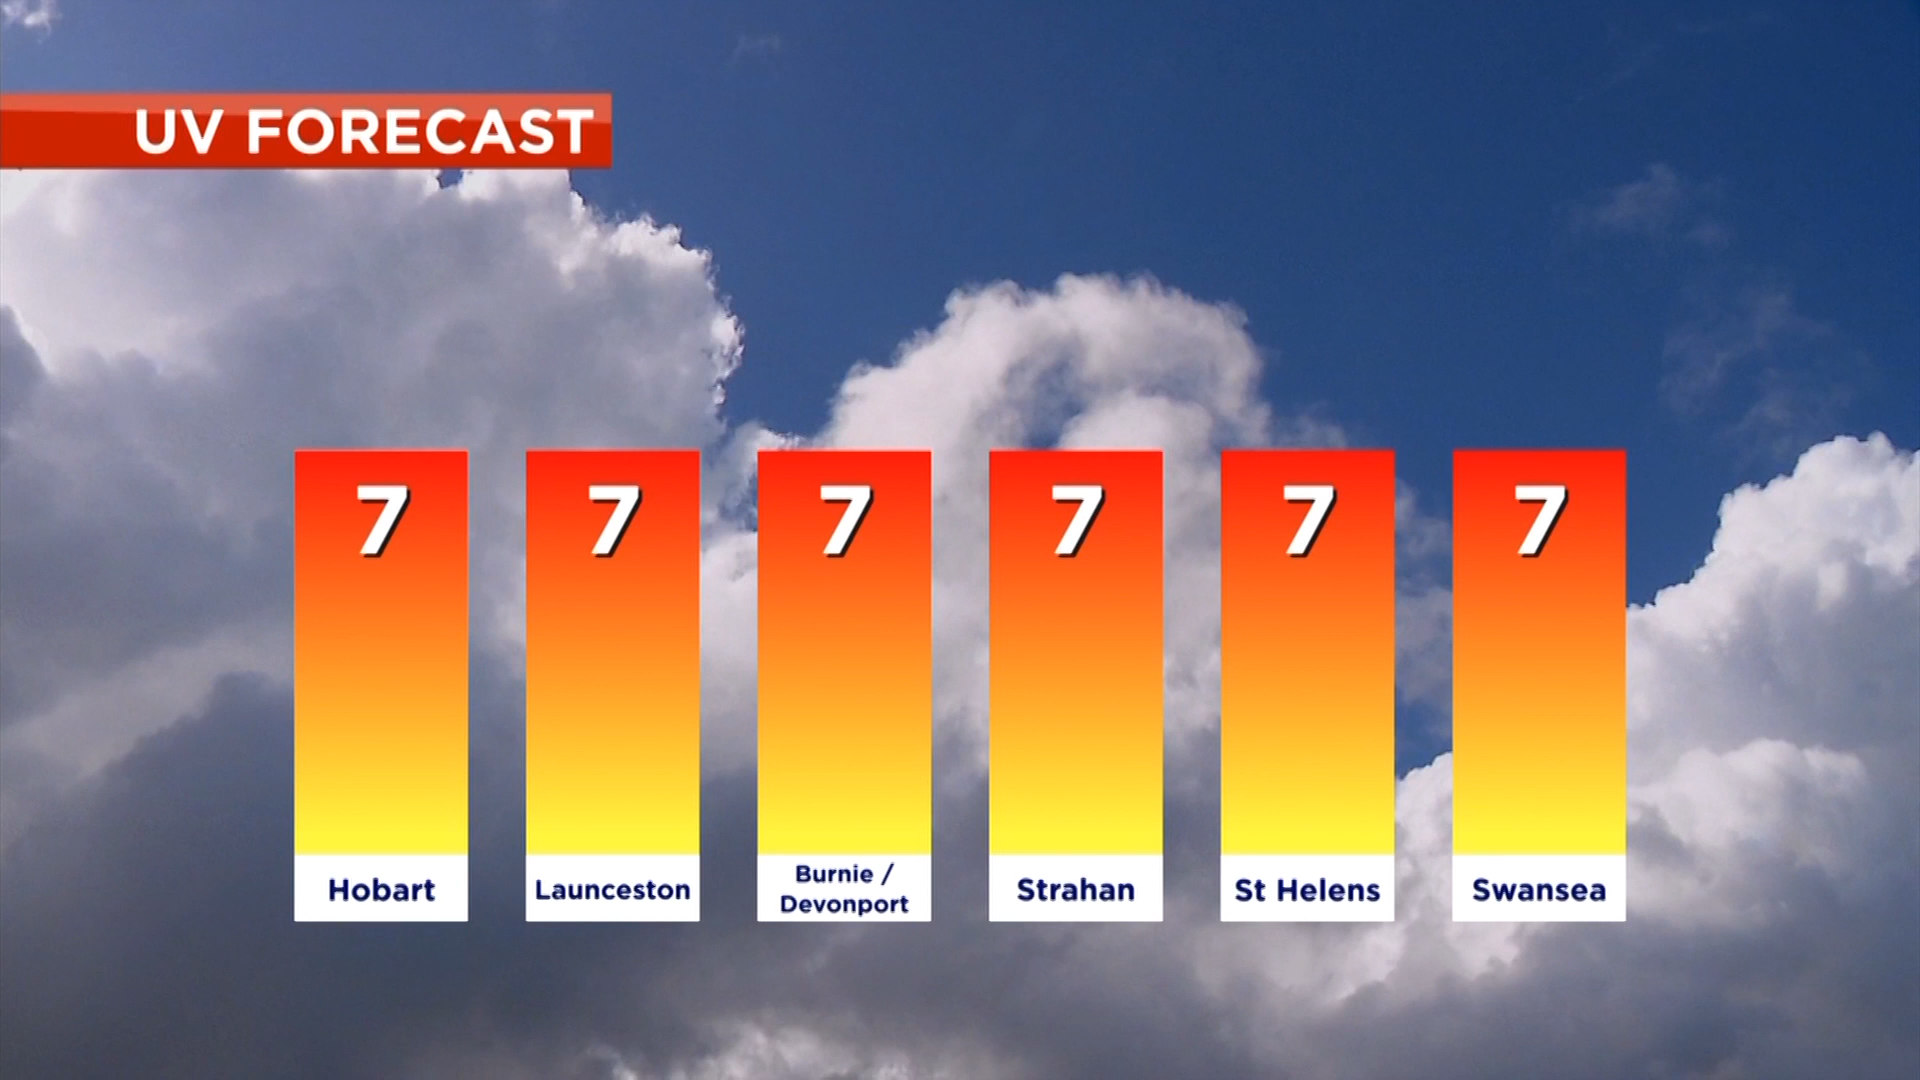 UV FORECAST
7 7 7 7 7 7
Hobart
Launceston
Burnie /
Devonport
Strahan
St Helens
Swansea